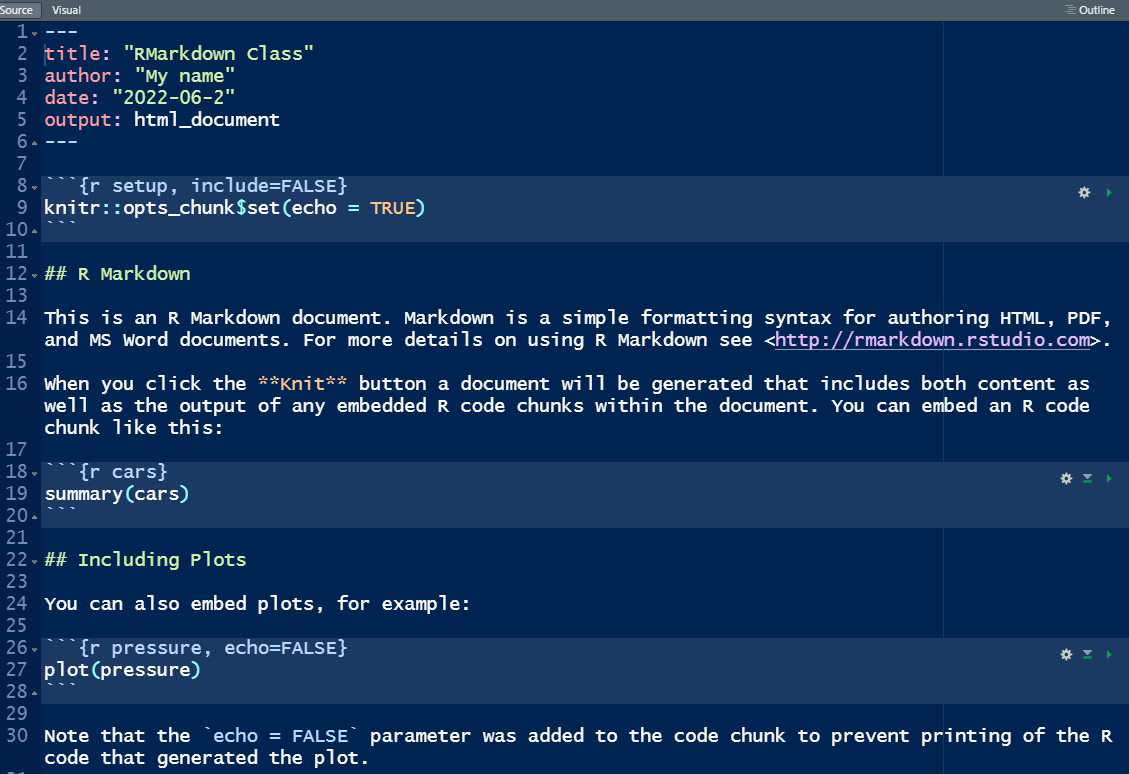 Source Visual Outline
1 ---
2 title: "RMarkdown Class"
3 author: "My name"
4 date: "2022-06-2"
5 output: html_document
6 ---
7
8 ```{r setup, include=FALSE}
9 knitr::opts_chunk$set(echo = TRUE)
10 ```
11
12 ## R Markdown
13
14 This is an R Markdown document. Markdown is a simple formatting syntax for authoring HTML, PDF,
and MS Word documents. For more details on using R Markdown see <http://rmarkdown.rstudio.com>.
15
16 When you click the **Knit** button a document will be generated that includes both content as
well as the output of any embedded R code chunks within the document. You can embed an R code
chunk like this:
17
18 ```{r cars}
19 summary(cars)
20 ```
21
22 ## Including Plots
23
24 You can also embed plots, for example:
25
26 ```{r pressure, echo=FALSE}
27 plot(pressure)
28 ```
29
30 Note that the `echo = FALSE` parameter was added to the code chunk to prevent printing of the R
code that generated the plot.